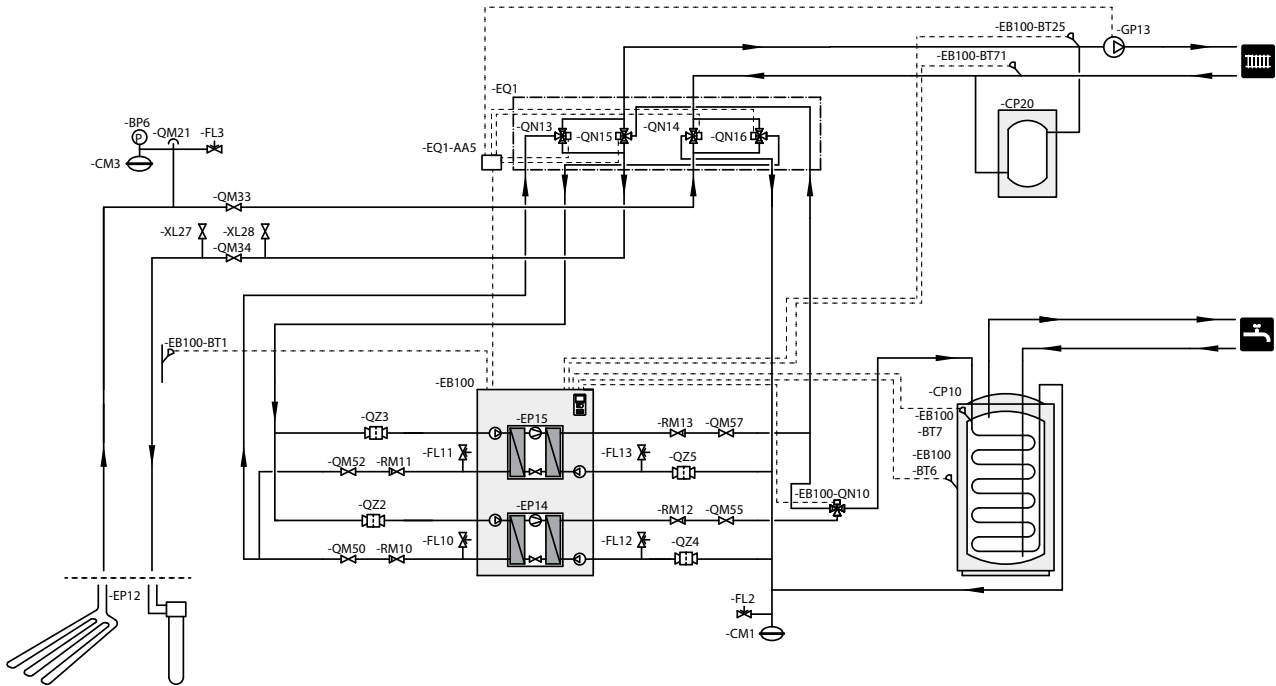 -GP13
-EB100-BT25
-EB100-BT71
-EQ1
-CP20
-BP6
-QM21
-FL3
P
-CM3
-QN13
-QN15
-QN14
-QN16
-EQ1-AA5
-QM33
-XL27
-XL28
-QM34
-EB100-BT1
-EB100
-CP10
-QZ3
-EP15
-RM13
-QM57
-EB100
-BT7
-FL11
-FL13
-QM52
-RM11
-QZ5
-EB100
-BT6
-EB100-QN10
-QZ2
-EP14
-RM12
-QM55
-FL10
-FL12
-QM50
-RM10
-QZ4
-EP12
-FL2
-CM1